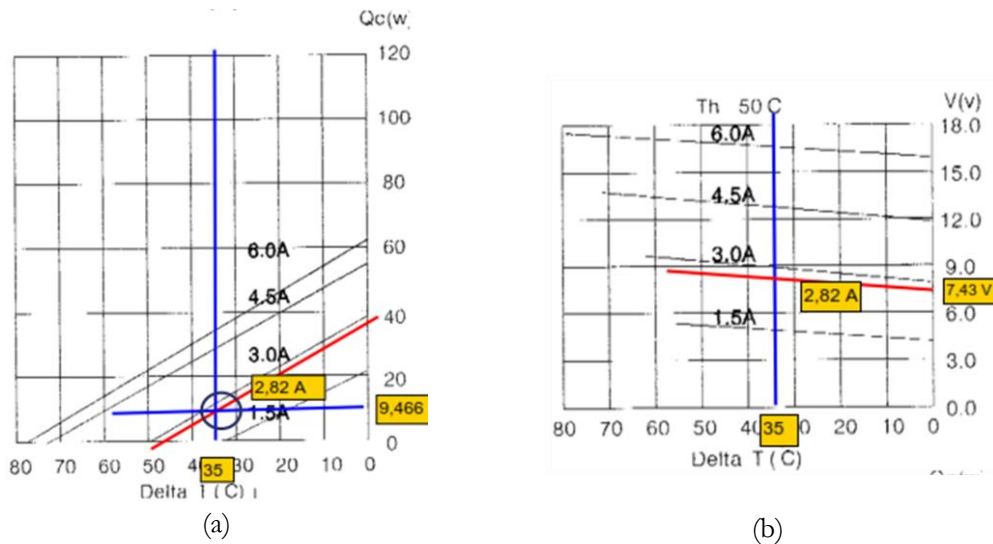 Qc(w)
120
100
80
60
40
20
0
6.0A
4.5A
3.0A
2,82 A
1.5A
9,466
80 70 60 50 40 35 20 10 0
Delta T ( C )
(a)
Th 50 C
V(v)
18.0
15.0
12.0
9.0
7,43 V
6.0
3.0
0.0
6.0A
4.5A
3.0A
2,82 A
1.5A
80 70 60 50 40 35 30 20 10 0
Delta T ( C )
(b)